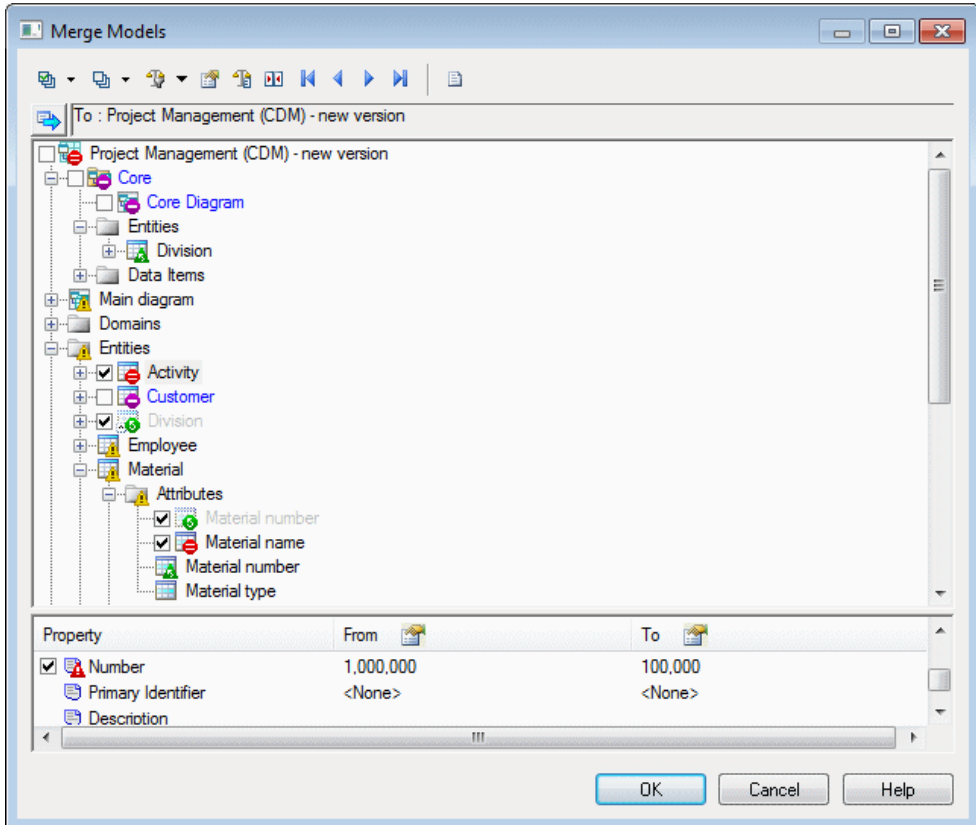 Merge Models
To : Project Management (CDM) - new version
Project Management (CDM) - new version
Core
Core Diagram
Entities
Division
Data Items
Main diagram
Domains
Entities
Activity
Customer
Division
Employee
Material
Attributes
Material number
Material name
Material number
Material type
Property From To
Number 1,000,000 100,000
Primary Identifier <None> <None>
Description
OK Cancel Help